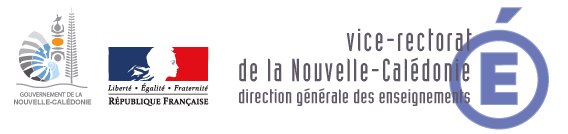 GOUVERNEMENT DE LA
NOUVELLE-CALÉDONIE
Liberté • Égalité • Fraternité
RÉPUBLIQUE FRANÇAISE
vice-rectorat
de la Nouvelle-Calédonie
direction générale des enseignements
É